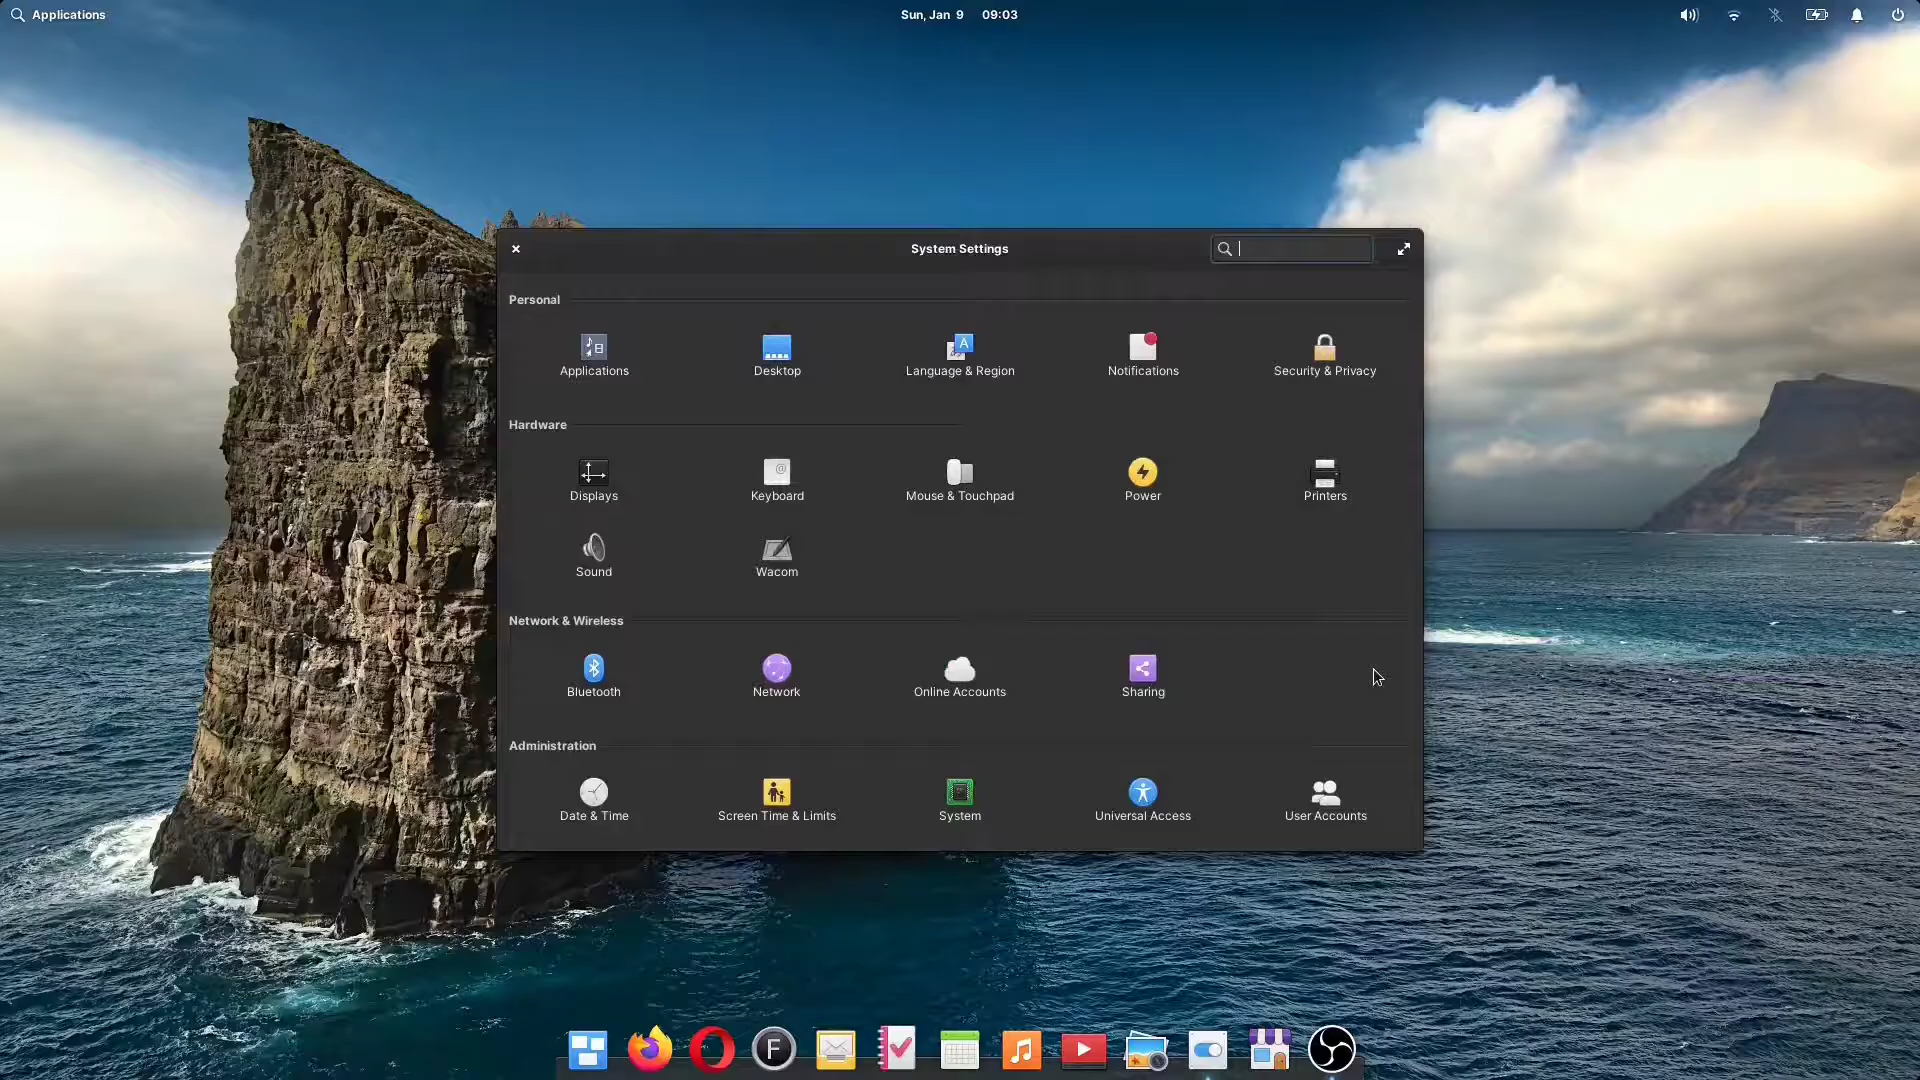 Applications
Sun, Jan 9 09:03
System Settings
Personal
Applications
Desktop
Language & Region
Notifications
Security & Privacy
Hardware
Displays
Keyboard
Mouse & Touchpad
Power
Printers
Sound
Wacom
Network & Wireless
Bluetooth
Network
Online Accounts
Sharing
Administration
Date & Time
Screen Time & Limits
System
Universal Access
User Accounts